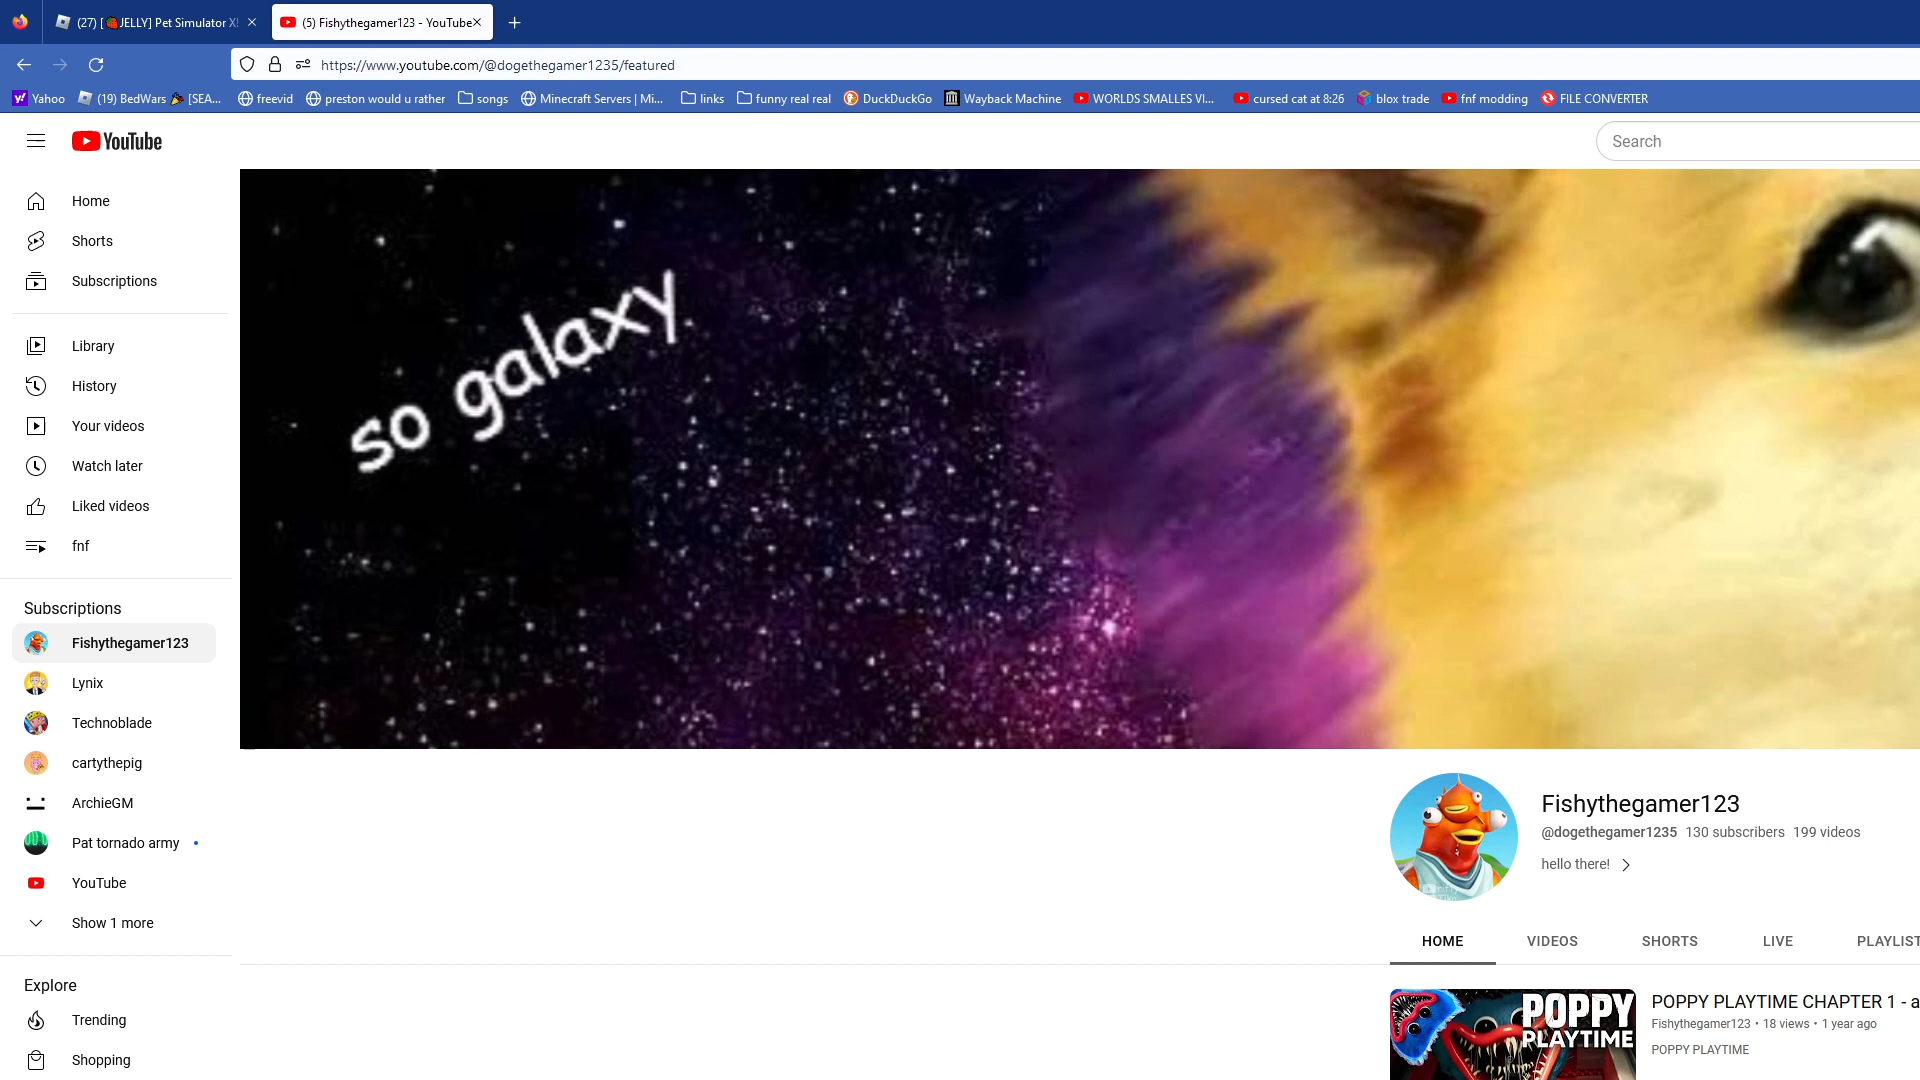 (27) [🍓JELLY] Pet Simulator X!
(5) Fishythegamer123 - YouTube
https://www.youtube.com/@dogethegamer1235/featured
Yahoo
(19) BedWars 🎉 [SEA...
freevid
preston would u rather
songs
Minecraft Servers | Mi...
links
funny real real
DuckDuckGo
Wayback Machine
WORLDS SMALLES VI...
cursed cat at 8:26
blox trade
fnf modding
FILE CONVERTER
YouTube
Search
Home
Shorts
Subscriptions
Library
History
Your videos
Watch later
Liked videos
fnf
Subscriptions
Fishythegamer123
Lynix
Technoblade
cartythepig
ArchieGM
Pat tornado army
YouTube
Show 1 more
Explore
Trending
Shopping
so galaxy
Fishythegamer123
@dogethegamer1235 130 subscribers 199 videos
hello there!
HOME
VIDEOS
SHORTS
LIVE
PLAYLIST
POPPY
PLAYTIME
POPPY PLAYTIME CHAPTER 1 - a
Fishythegamer123 • 18 views • 1 year ago
POPPY PLAYTIME